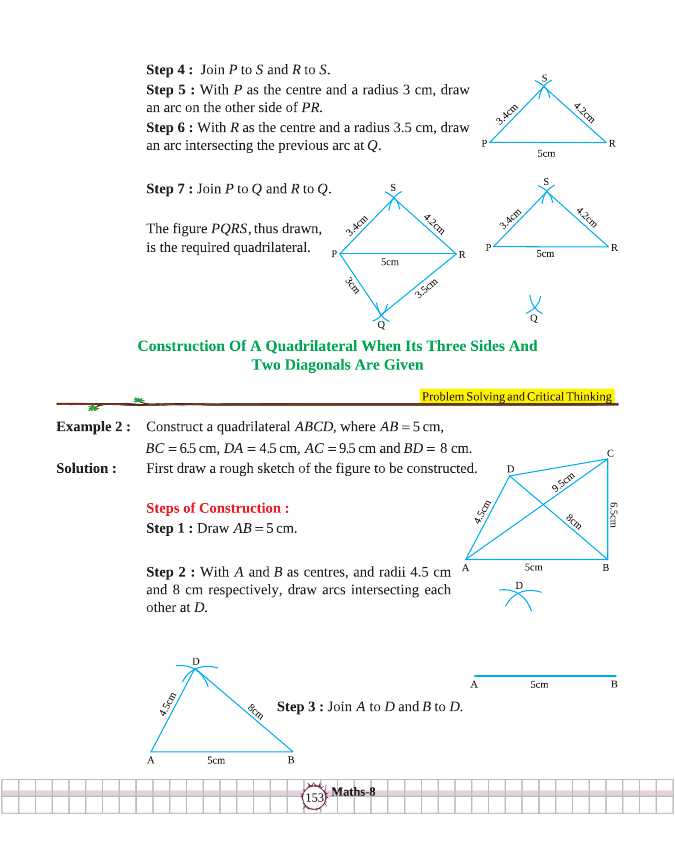 Step 4 : Join P to S and R to S.
Step 5 : With P as the centre and a radius 3 cm, draw
an arc on the other side of PR.
Step 6 : With R as the centre and a radius 3.5 cm, draw
an arc intersecting the previous arc at Q.
S
3.4cm
4.2cm
P
R
5cm
Step 7 : Join P to Q and R to Q.
The figure PQRS, thus drawn,
is the required quadrilateral.
S
3.4cm
4.2cm
P
R
5cm
3cm
3.5cm
Q
S
3.4cm
4.2cm
P
R
5cm
Q
Construction Of A Quadrilateral When Its Three Sides And
Two Diagonals Are Given
Problem Solving and Critical Thinking
Example 2 : Construct a quadrilateral ABCD, where AB = 5 cm,
BC = 6.5 cm, DA = 4.5 cm, AC = 9.5 cm and BD = 8 cm.
Solution : First draw a rough sketch of the figure to be constructed.
C
D
9.5cm
4.5cm
6.5cm
8cm
A
5cm
B
Steps of Construction :
Step 1 : Draw AB = 5 cm.
Step 2 : With A and B as centres, and radii 4.5 cm
and 8 cm respectively, draw arcs intersecting each
other at D.
D
A
5cm
B
D
4.5cm
8cm
A
5cm
B
Step 3 : Join A to D and B to D.
153
Maths-8